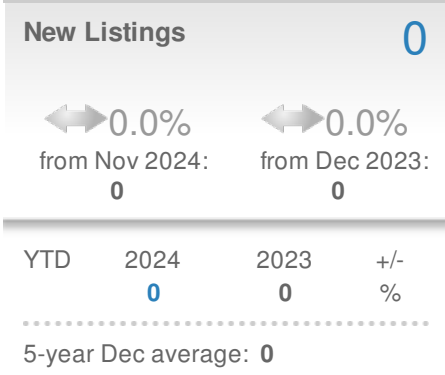 New Listings 0
0.0% 0.0%
from Nov 2024: from Dec 2023:
0 0
YTD 2024 2023 +/-
0 0 %
5-year Dec average: 0